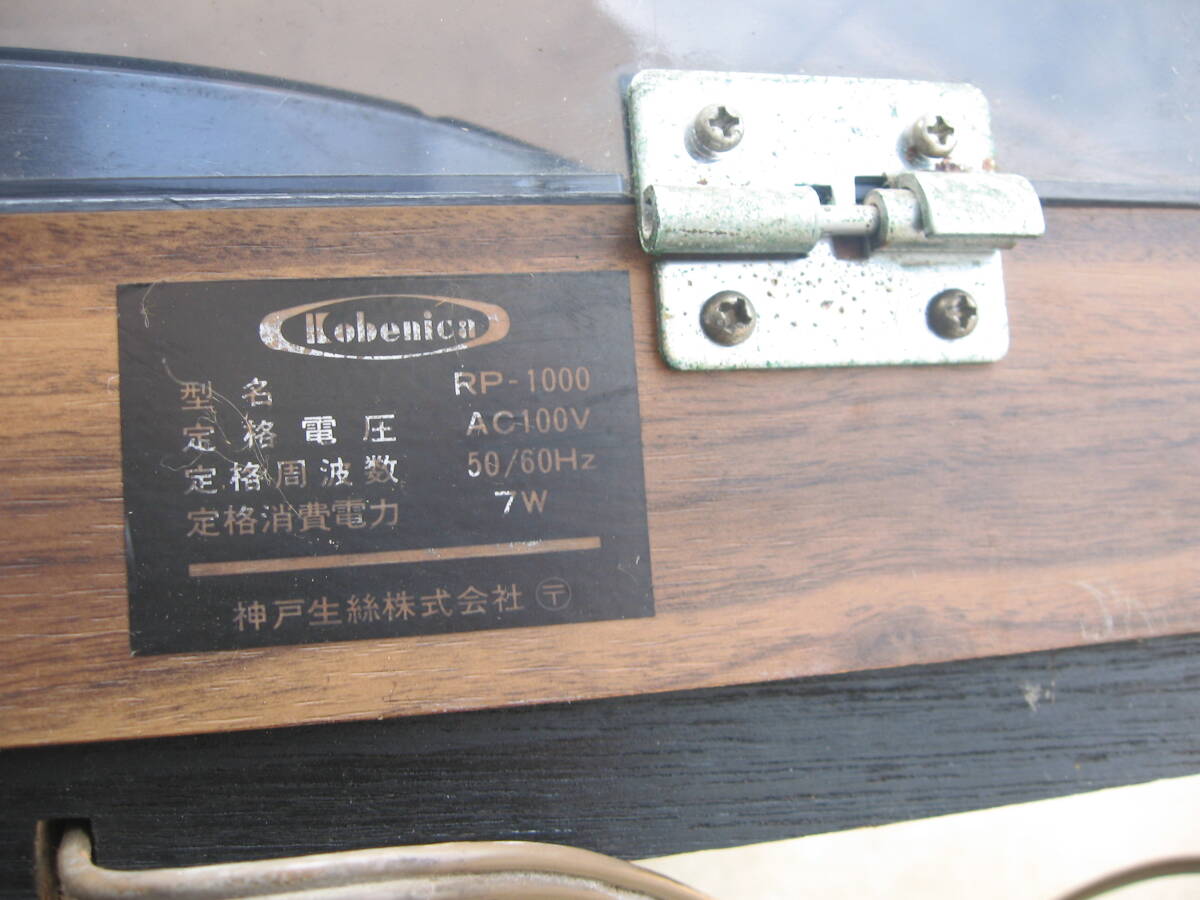 Kobenica
型名 RP-1000
定格電圧 AC100V
定格周波数 50/60Hz
定格消費電力 7W
神戸生絲株式会社 〒